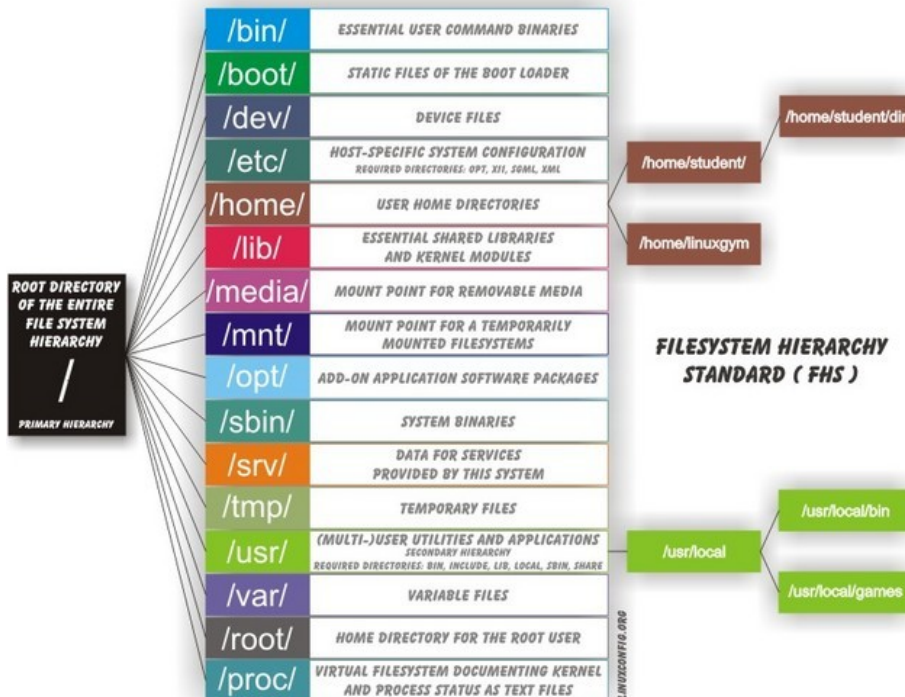 ROOT DIRECTORY
OF THE ENTIRE
FILE SYSTEM
HIERARCHY
/
PRIMARY HIERARCHY
/bin/
ESSENTIAL USER COMMAND BINARIES
/boot/
STATIC FILES OF THE BOOT LOADER
/dev/
DEVICE FILES
/etc/
HOST-SPECIFIC SYSTEM CONFIGURATION
REQUIRED DIRECTORIES: OPT, XII, SGML, XML
/home/
USER HOME DIRECTORIES
/home/student/
/home/student/dir
/home/linuxgym
/lib/
ESSENTIAL SHARED LIBRARIES
AND KERNEL MODULES
/media/
MOUNT POINT FOR REMOVABLE MEDIA
/mnt/
MOUNT POINT FOR A TEMPORARILY
MOUNTED FILESYSTEMS
/opt/
ADD-ON APPLICATION SOFTWARE PACKAGES
/sbin/
SYSTEM BINARIES
/srv/
DATA FOR SERVICES
PROVIDED BY THIS SYSTEM
/tmp/
TEMPORARY FILES
/usr/
(MULTI-)USER UTILITIES AND APPLICATIONS
SECONDARY HIERARCHY
REQUIRED DIRECTORIES: BIN, INCLUDE, LIB, LOCAL, SBIN, SHARE
/usr/local
/usr/local/bin
/usr/local/games
/var/
VARIABLE FILES
/root/
HOME DIRECTORY FOR THE ROOT USER
/proc/
VIRTUAL FILESYSTEM DOCUMENTING KERNEL
AND PROCESS STATUS AS TEXT FILES
FILESYSTEM HIERARCHY
STANDARD ( FHS )
LINUXCONFIG.ORG